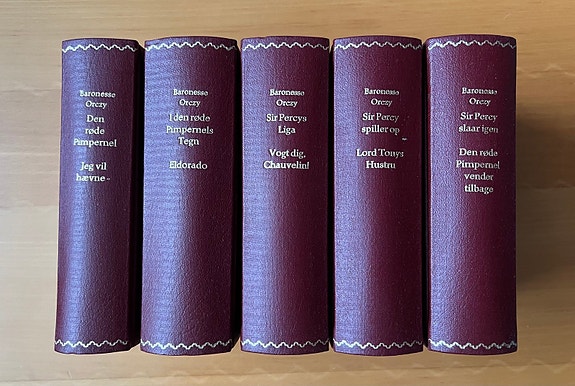 Baronesse
Orczy
Den
røde
Pimpernel
Jeg vil
hævne -
Baronesse
Orczy
I den røde
Pimpernels
Tegn
Eldorado
Baronesse
Orczy
Sir Percys
Liga
Vogt dig,
Chauvelin!
Baronesse
Orczy
Sir Percy
spiller op -
Lord Tonys
Hustru
Baronesse
Orczy
Sir Percy
slaar igen
Den røde
Pimpernel
vender
tilbage